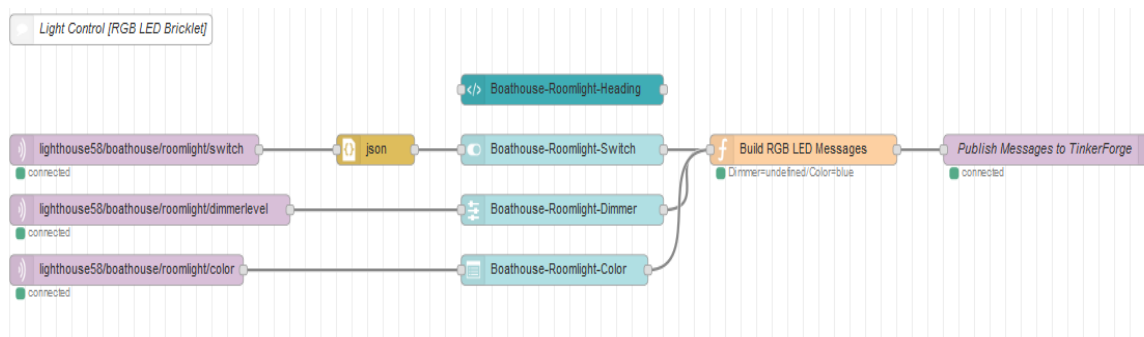 Light Control [RGB LED Bricklet]
</> Boathouse-Roomlight-Heading
lighthouse58/boathouse/roomlight/switch
{} json
Boathouse-Roomlight-Switch
f Build RGB LED Messages
Publish Messages to TinkerForge
connected
Dimmer=undefined/Color=blue
connected
lighthouse58/boathouse/roomlight/dimmerlevel
Boathouse-Roomlight-Dimmer
connected
lighthouse58/boathouse/roomlight/color
Boathouse-Roomlight-Color
connected